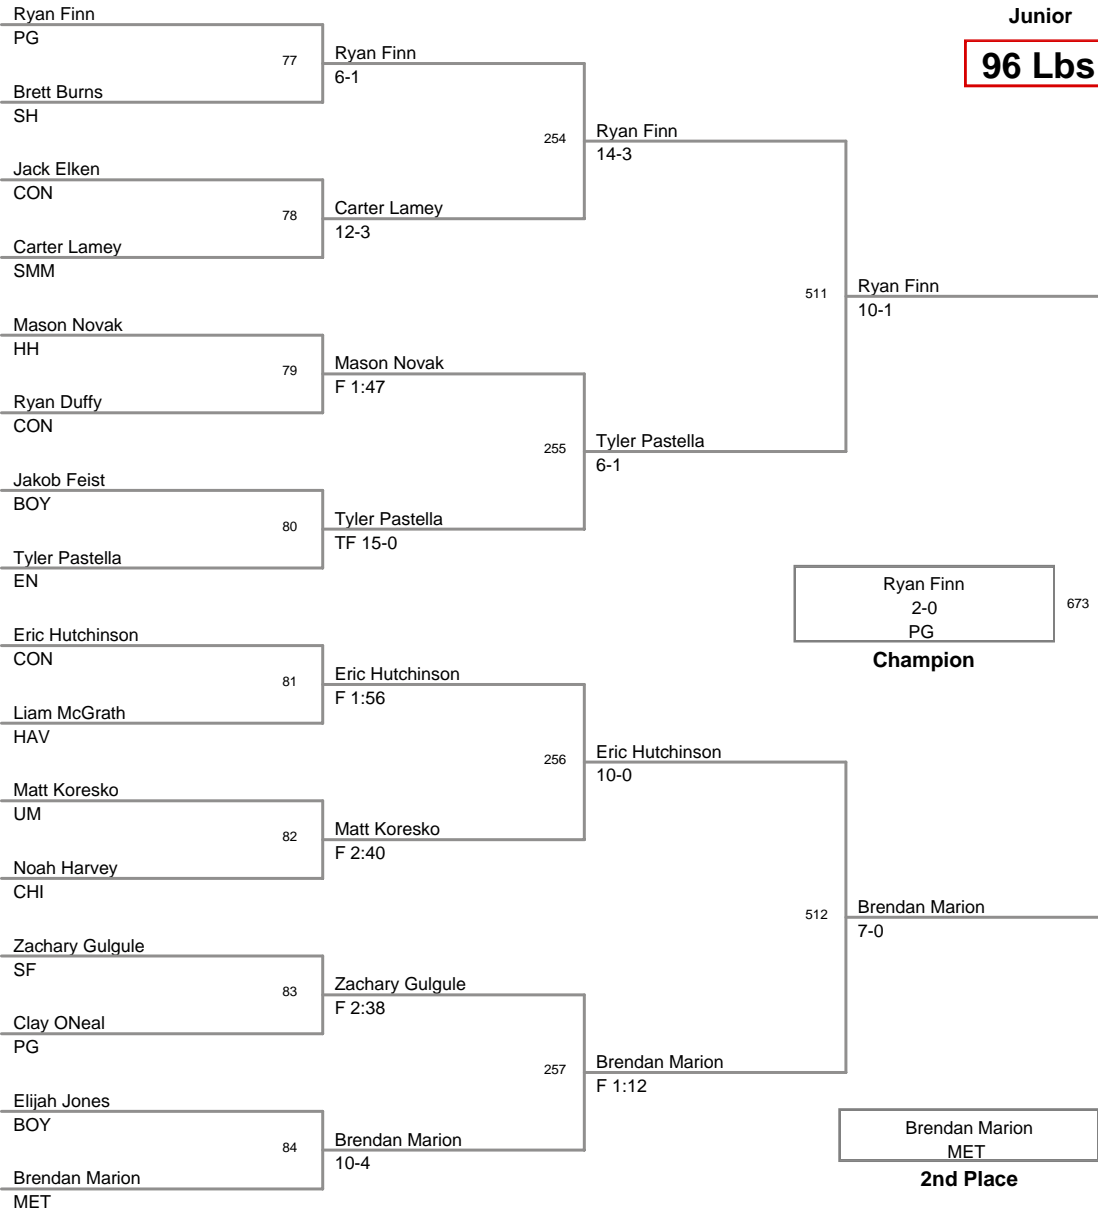 Junior
96 Lbs
Ryan Finn
PG
77
Brett Burns
SH
Ryan Finn
6-1
Jack Elken
CON
78
Carter Lamey
SMM
Carter Lamey
12-3
254
Ryan Finn
14-3
Mason Novak
HH
79
Ryan Duffy
CON
Mason Novak
F 1:47
Jakob Feist
BOY
80
Tyler Pastella
EN
Tyler Pastella
TF 15-0
255
Tyler Pastella
6-1
511
Ryan Finn
10-1
Eric Hutchinson
CON
81
Liam McGrath
HAV
Eric Hutchinson
F 1:56
Matt Koresko
UM
82
Noah Harvey
CHI
Matt Koresko
F 2:40
256
Eric Hutchinson
10-0
Zachary Gulgule
SF
83
Clay ONeal
PG
Zachary Gulgule
F 2:38
Elijah Jones
BOY
84
Brendan Marion
MET
Brendan Marion
10-4
257
Brendan Marion
F 1:12
512
Brendan Marion
7-0
Ryan Finn
2-0
PG
673
Champion
Brendan Marion
MET
2nd Place